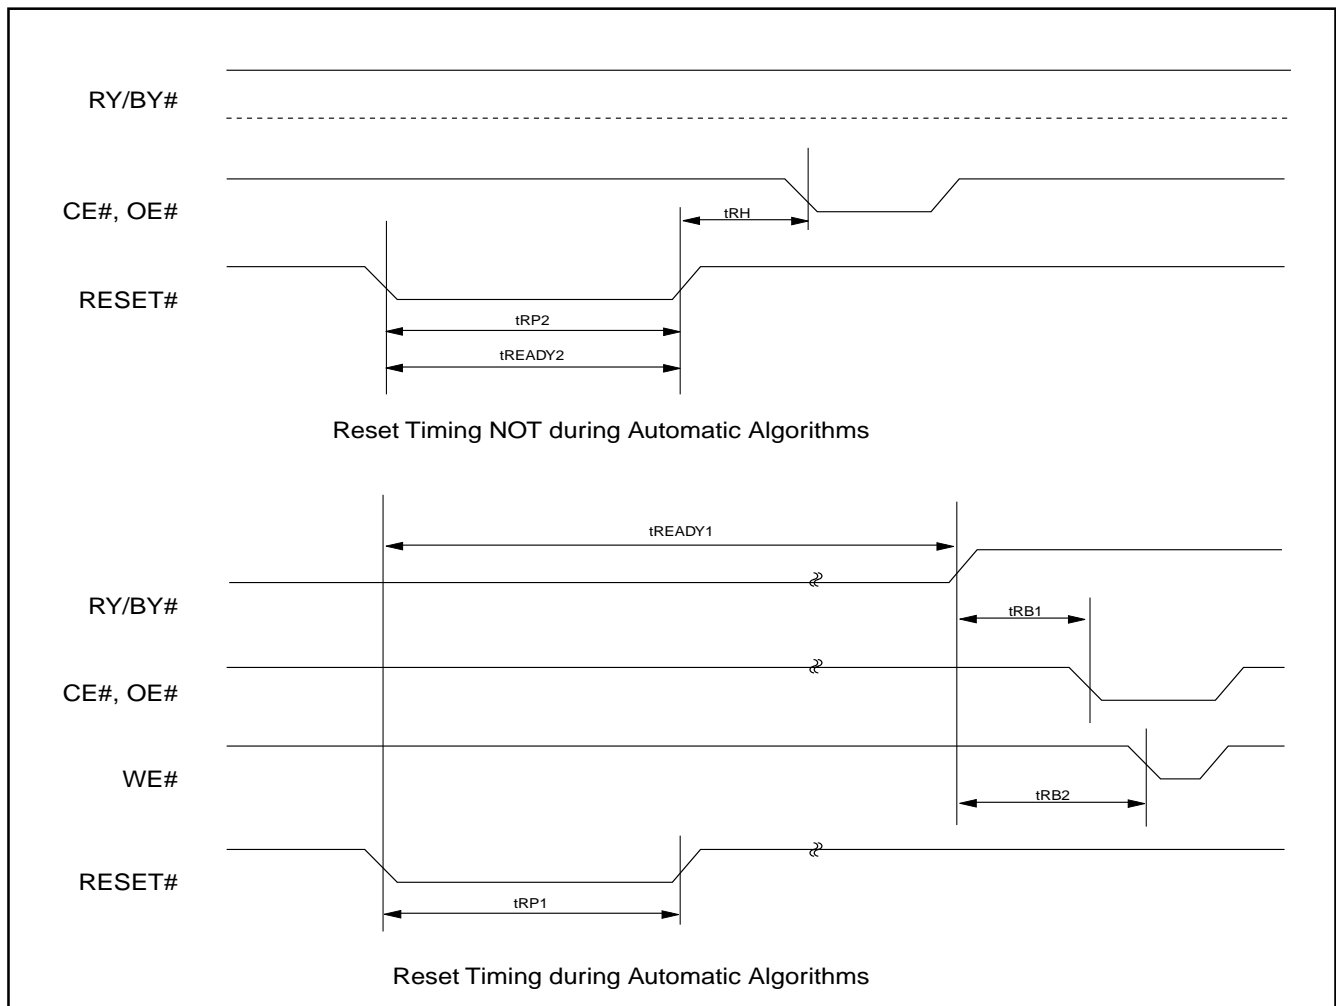 RY/BY#
CE#, OE#
tRH
RESET#
tRP2
tREADY2
Reset Timing NOT during Automatic Algorithms
tREADY1
RY/BY#
tRB1
CE#, OE#
WE#
tRB2
RESET#
tRP1
Reset Timing during Automatic Algorithms